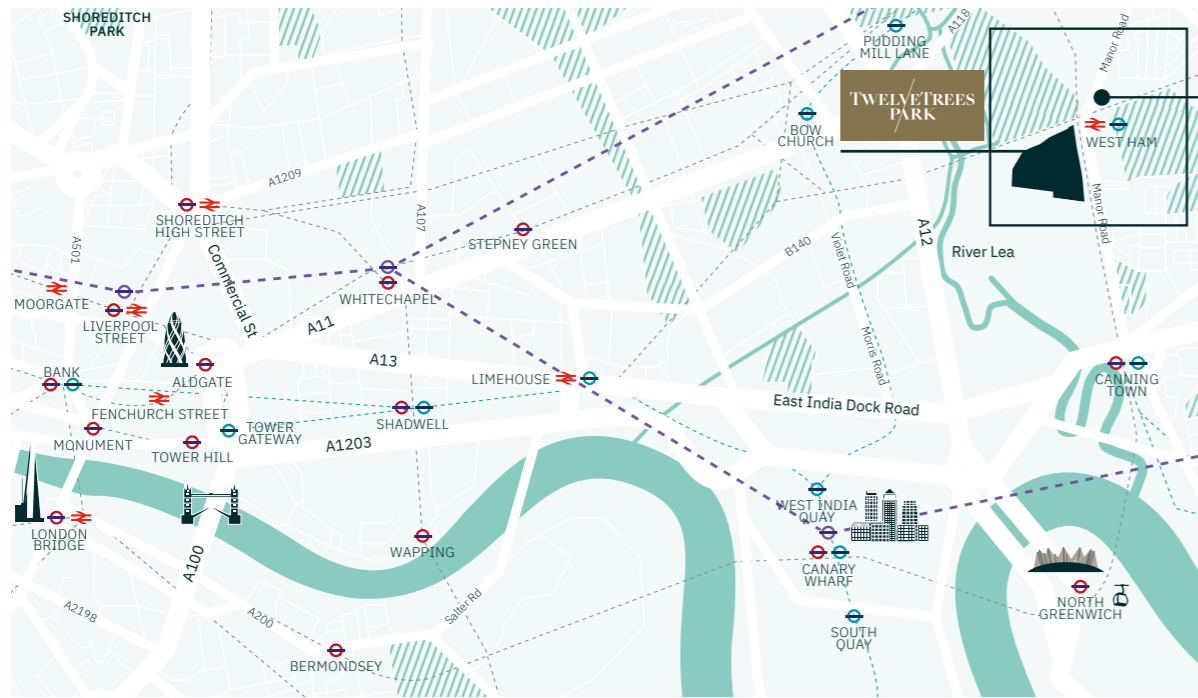 SHOREDITCH
PARK
PUDDING
MILL LANE
A118
Manor Road
TWELVETREES
PARK
BOW
CHURCH
WEST HAM
A1209
SHOREDITCH
HIGH STREET
A107
STEPNEY GREEN
A12
Manor Road
A501
Commercial St
B140
Violet Road
River Lea
MOORGATE
WHITECHAPEL
LIVERPOOL
STREET
A11
Morris Road
A13
BANK
ALDGATE
LIMEHOUSE
CANNING
TOWN
FENCHURCH STREET
East India Dock Road
TOWER
GATEWAY
SHADWELL
MONUMENT
TOWER HILL
A1203
WEST INDIA
QUAY
LONDON
BRIDGE
WAPPING
A100
CANARY
WHARF
NORTH
GREENWICH
A2198
A200
Salter Rd
SOUTH
QUAY
BERMONDSEY